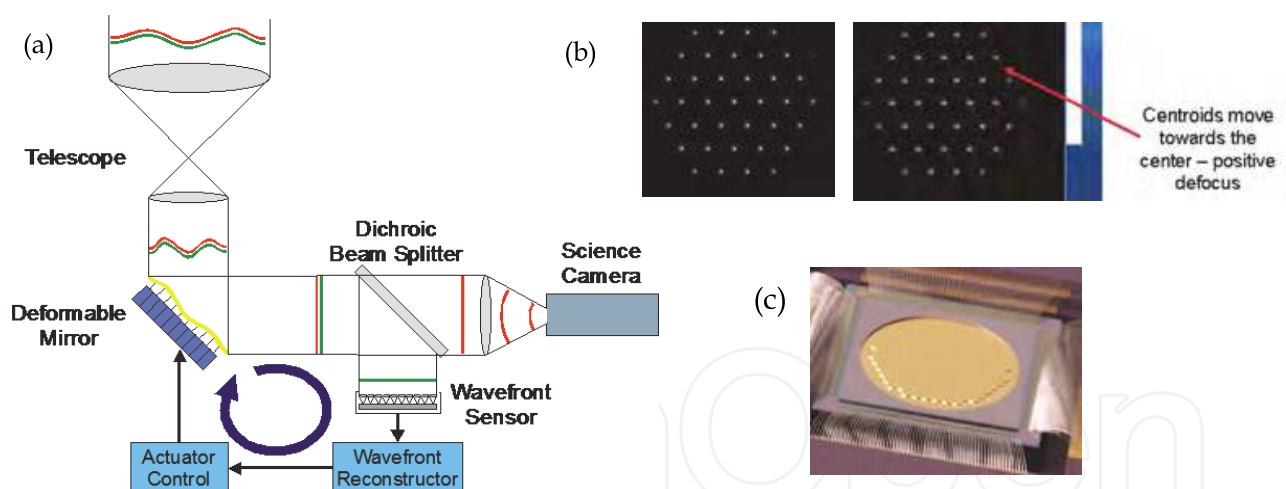 (a)
Telescope
Deformable
Mirror
Dichroic
Beam Splitter
Science
Camera
Wavefront
Sensor
Actuator
Control
Wavefront
Reconstructor
(b)
Centroids move
towards the
center – positive
defocus
(c)
Open